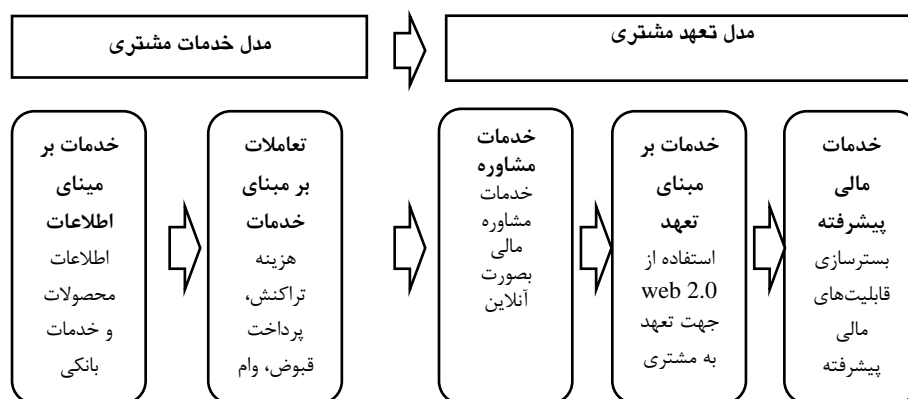 مدل خدمات مشتری
مدل تعهد مشتری
خدمات بر
مینای
اطلاعات
اطلاعات
محصولات
و خدمات
بانکی
تعاملات
بر مبنای
خدمات
هزینه
تراکنش،
پرداخت
قبوض، وام
خدمات
مشاوره
خدمات
مشاوره
مالی
بصورت
آنلاین
خدمات بر
مبنای
تعهد
استفاده از
web 2.0
جهت تعهد
به مشتری
خدمات
مالی
پیشرفته
بسترسازی
قابلیت‌های
مالی
پیشرفته